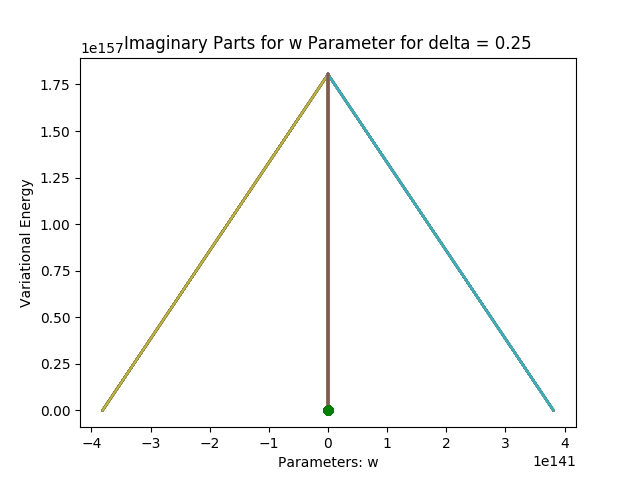 1e157 Imaginary Parts for w Parameter for delta = 0.25
1.75
1.50
1.25
1.00
0.75
0.50
0.25
0.00
Variational Energy
−4 −3 −2 −1 0 1 2 3 4
1e141
Parameters: w